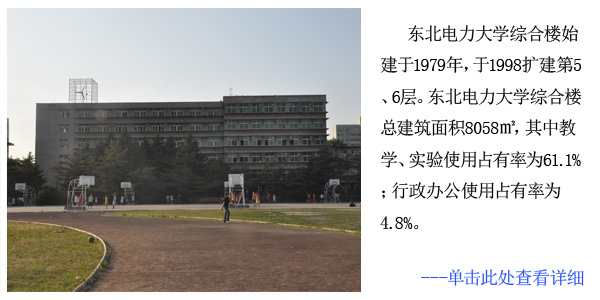 东北电力大学综合楼始
建于1979年，于1998扩建第5
、6层。东北电力大学综合楼
总建筑面积8058㎡，其中教
学、实验使用占有率为61.1%
；行政办公使用占有率为
4.8%。
---单击此处查看详细